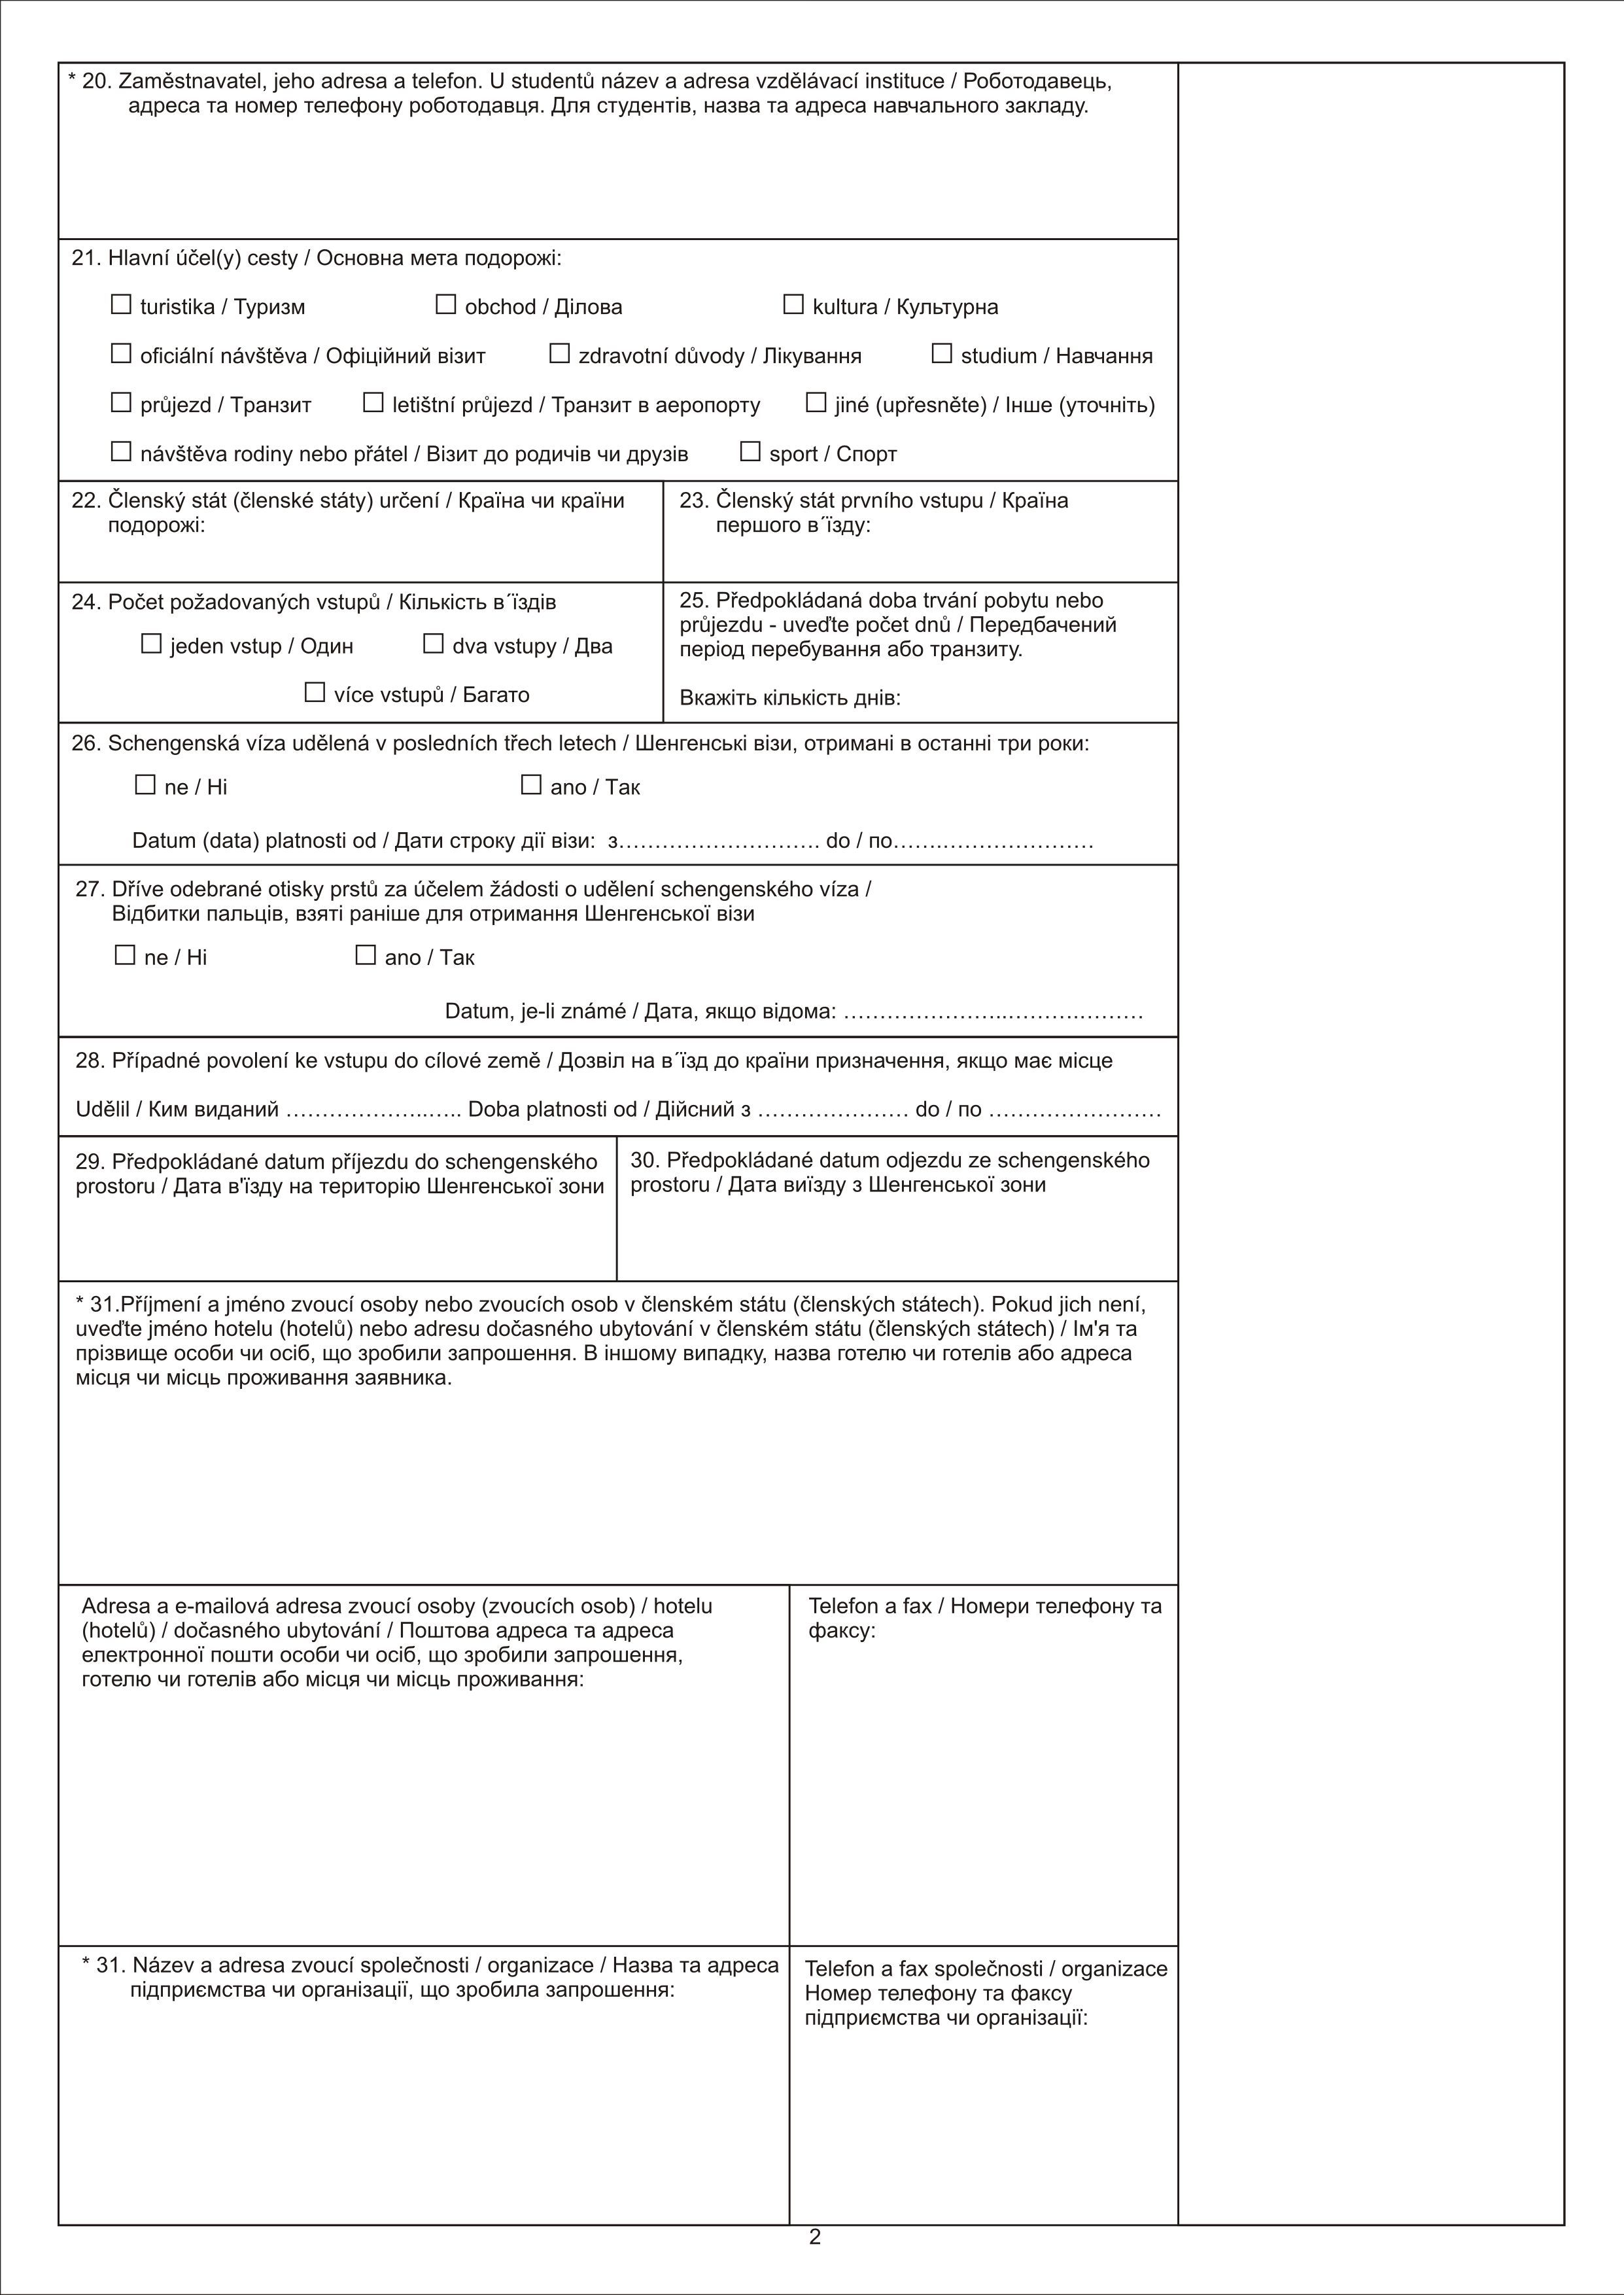 * 20. Zaměstnavatel, jeho adresa a telefon. U studentů název a adresa vzdělávací instituce / Роботодавець,
адреса та номер телефону роботодавця. Для студентів, назва та адреса навчального закладу.
21. Hlavní účel(y) cesty / Основна мета подорожі:
☐ turistika / Туризм ☐ obchod / Ділова ☐ kultura / Культурна
☐ oficiální návštěva / Офіційний візит ☐ zdravotní důvody / Лікування ☐ studium / Навчання
☐ průjezd / Транзит ☐ letištní průjezd / Транзит в аеропорту ☐ jiné (upřesněte) / Інше (уточніть)
☐ návštěva rodiny nebo přátel / Візит до родичів чи друзів ☐ sport / Спорт
22. Členský stát (členské státy) určení / Країна чи країни
подорожі:
23. Členský stát prvního vstupu / Країна
першого в´їзду:
24. Počet požadovaných vstupů / Кількість в´їздів
☐ jeden vstup / Один ☐ dva vstupy / Два
☐ více vstupů / Багато
25. Předpokládaná doba trvání pobytu nebo
průjezdu - uveďte počet dnů / Передбачений
період перебування або транзиту.
Вкажіть кількість днів:
26. Schengenská víza udělená v posledních třech letech / Шенгенські візи, отримані в останні три роки:
☐ ne / Ні ☐ ano / Так
Datum (data) platnosti od / Дати строку дії візи: з………………………. do / по…….…………………
27. Dříve odebrané otisky prstů za účelem žádosti o udělení schengenského víza /
Відбитки пальців, взяті раніше для отримання Шенгенської візи
☐ ne / Ні ☐ ano / Так
Datum, je-li známé / Дата, якщо відома: …………………..……….………
28. Případné povolení ke vstupu do cílové země / Дозвіл на в´їзд до країни призначення, якщо має місце
Udělil / Ким виданий ………………..….. Doba platnosti od / Дійсний з ………………… do / по ……………………
29. Předpokládané datum příjezdu do schengenského
prostoru / Дата в'їзду на територію Шенгенської зони
30. Předpokládané datum odjezdu ze schengenského
prostoru / Дата виїзду з Шенгенської зони
* 31.Příjmení a jméno zvoucí osoby nebo zvoucích osob v členském státu (členských státech). Pokud jich není,
uveďte jméno hotelu (hotelů) nebo adresu dočasného ubytování v členském státu (členských státech) / Ім'я та
прізвище особи чи осіб, що зробили запрошення. В іншому випадку, назва готелю чи готелів або адреса
місця чи місць проживання заявника.
Adresa a e-mailová adresa zvoucí osoby (zvoucích osob) / hotelu
(hotelů) / dočasného ubytování / Поштова адреса та адреса
електронної пошти особи чи осіб, що зробили запрошення,
готелю чи готелів або місця чи місць проживання:
Telefon a fax / Номери телефону та
факсу:
* 31. Název a adresa zvoucí společnosti / organizace / Назва та адреса
підприємства чи організації, що зробила запрошення:
Telefon a fax společnosti / organizace
Номер телефону та факсу
підприємства чи організації:
2